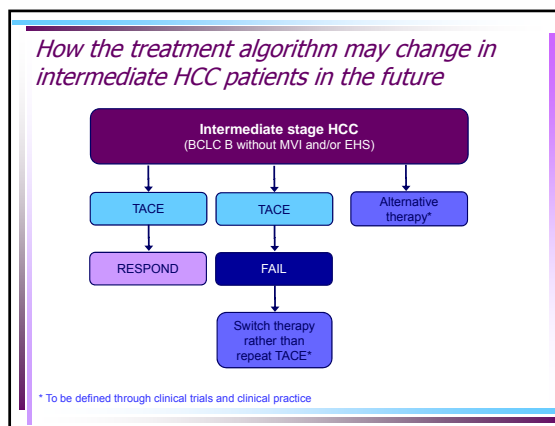 How the treatment algorithm may change in
intermediate HCC patients in the future
Intermediate stage HCC
(BCLC B without MVI and/or EHS)
TACE
TACE
Alternative
therapy*
RESPOND
FAIL
Switch therapy
rather than
repeat TACE*
* To be defined through clinical trials and clinical practice